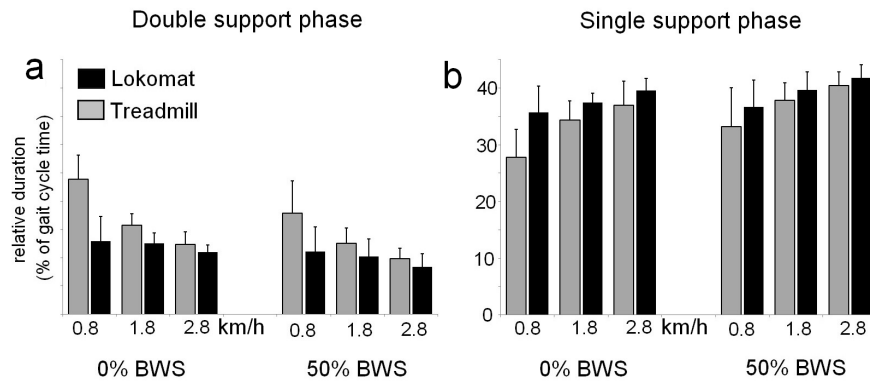 Double support phase
Single support phase
a
Lokomat
Treadmill
relative duration
(% of gait cycle time)
0.8 1.8 2.8 km/h 0.8 1.8 2.8
0% BWS 50% BWS
b
40
30
20
10
0
0.8 1.8 2.8 km/h 0.8 1.8 2.8
0% BWS 50% BWS